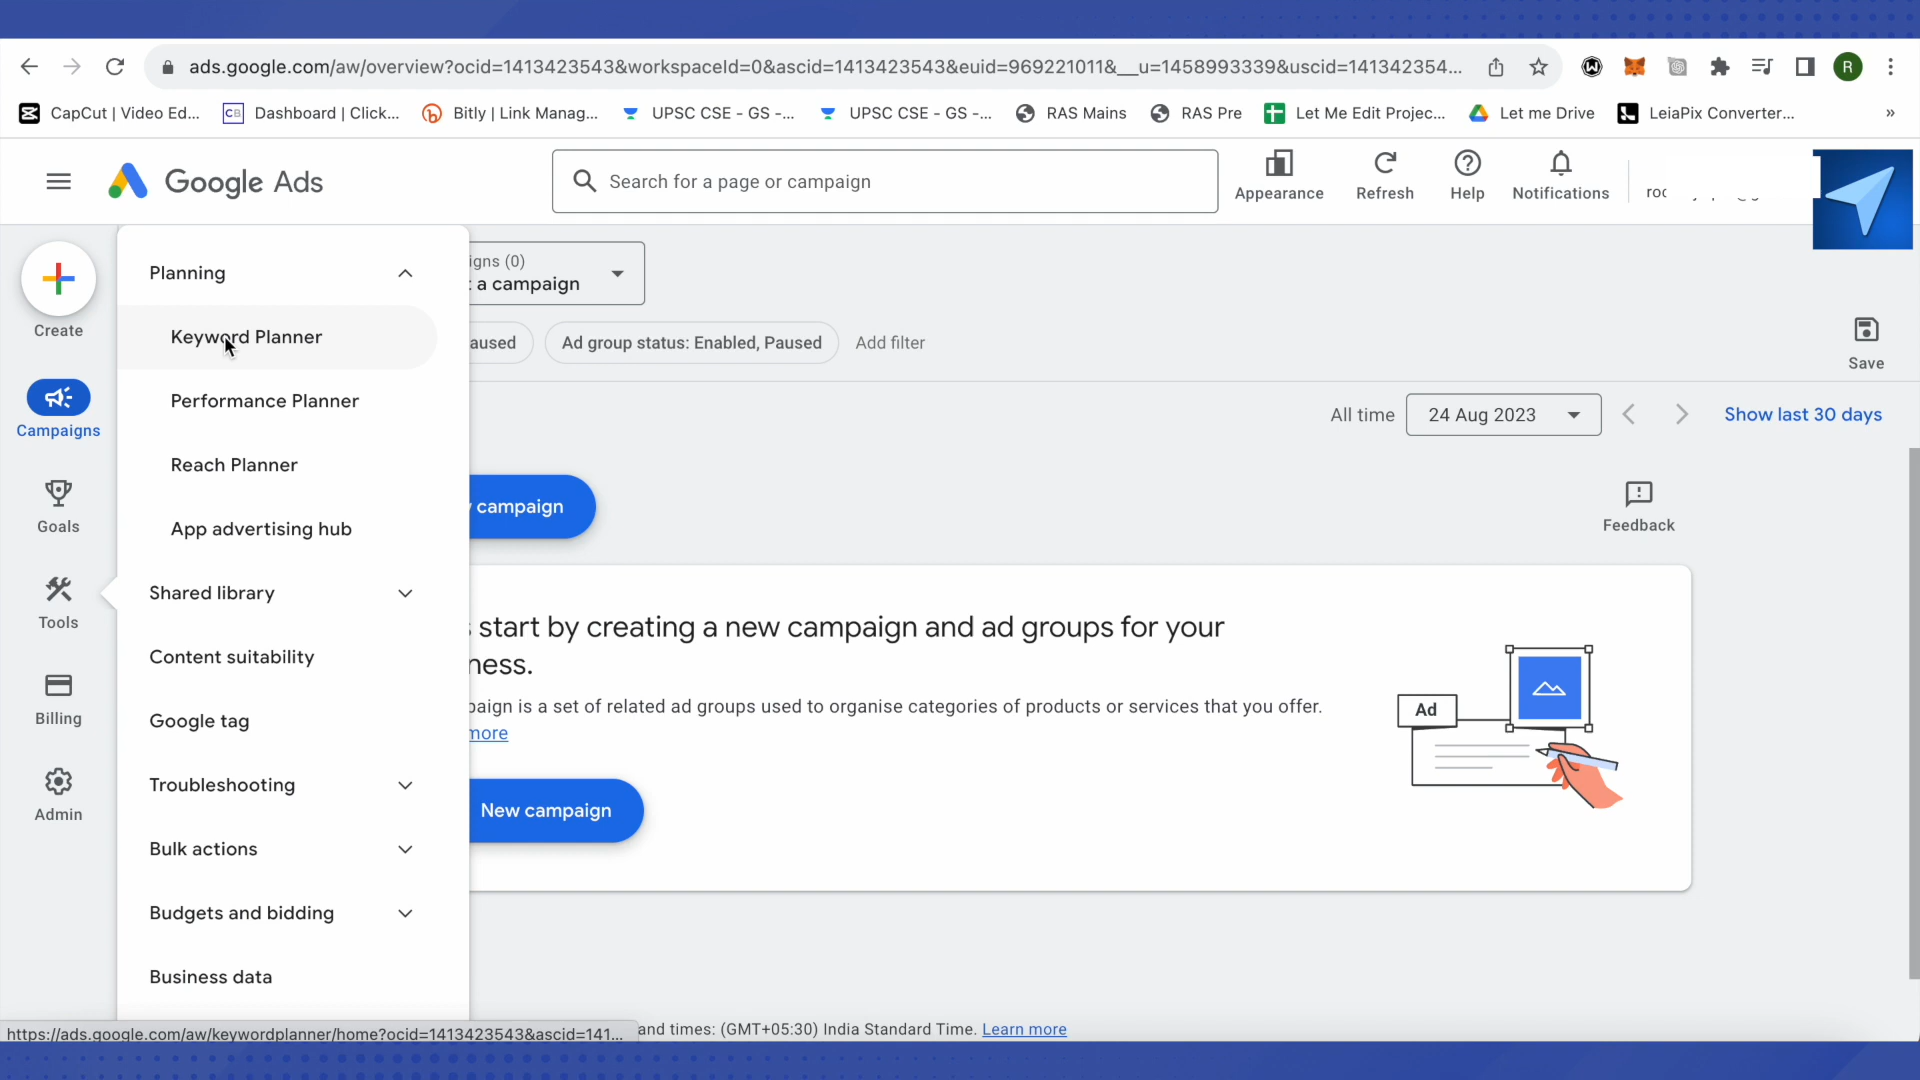 ads.google.com/aw/overview?ocid=1413423543&workspaceId=0&ascid=1413423543&euid=969221011&__u=1458993339&uscid=141342354...
R
CapCut | Video Ed...
CB
Dashboard | Click...
Bitly | Link Manag...
UPSC CSE - GS -...
UPSC CSE - GS -...
RAS Mains
RAS Pre
Let Me Edit Projec...
Let me Drive
LeiaPix Converter...
»
Google Ads
Search for a page or campaign
Appearance
Refresh
Help
Notifications
Create
Campaigns
Goals
Tools
Billing
Admin
Planning
Keyword Planner
Performance Planner
Reach Planner
App advertising hub
Shared library
Content suitability
Google tag
Troubleshooting
Bulk actions
Budgets and bidding
Business data
igns (0)
a campaign
aused
Ad group status: Enabled, Paused
Add filter
Save
All time
24 Aug 2023
Show last 30 days
campaign
Feedback
start by creating a new campaign and ad groups for your
ness.
paign is a set of related ad groups used to organise categories of products or services that you offer.
more
New campaign
Ad
https://ads.google.com/aw/keywordplanner/home?ocid=1413423543&ascid=141...
and times: (GMT+05:30) India Standard Time. Learn more